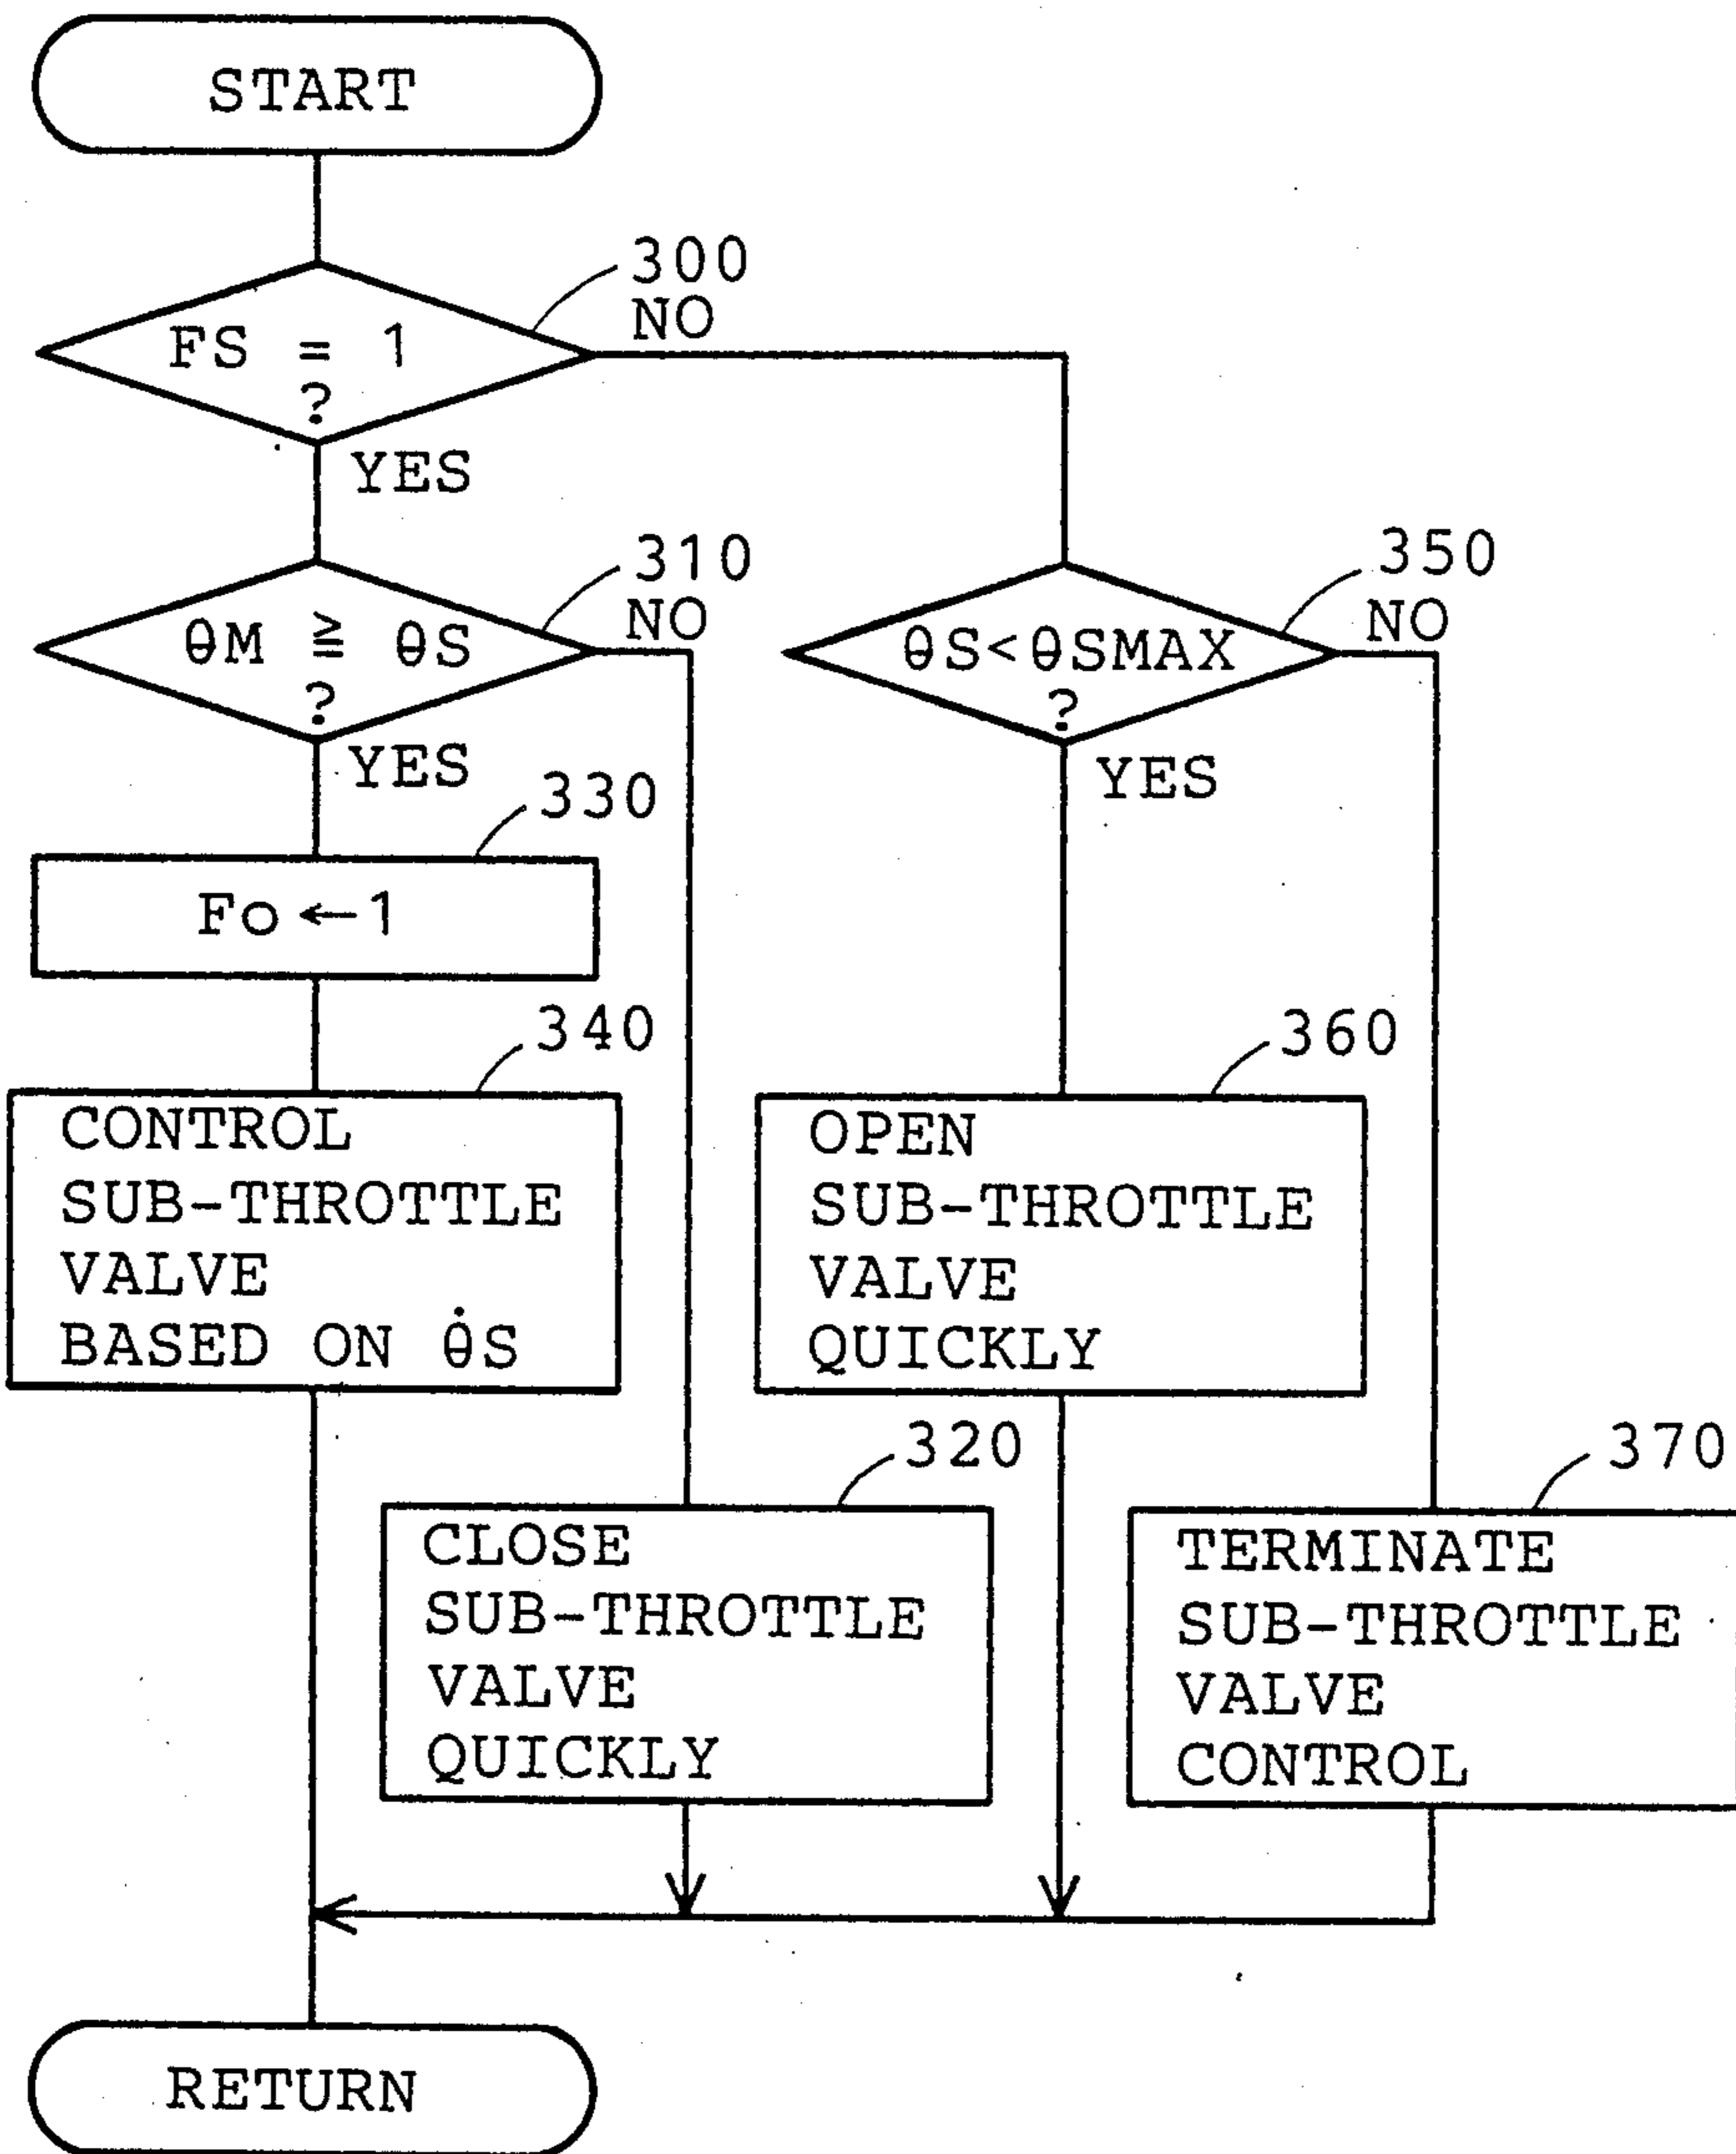 START
300
NO
FS = 1
?
YES
310
NO
θM ≧ θS
?
YES
350
NO
θS<θSMAX
?
YES
330
Fo←1
340
CONTROL
SUB-THROTTLE
VALVE
BASED ON θ̇S
360
OPEN
SUB-THROTTLE
VALVE
QUICKLY
320
CLOSE
SUB-THROTTLE
VALVE
QUICKLY
370
TERMINATE
SUB-THROTTLE
VALVE
CONTROL
RETURN